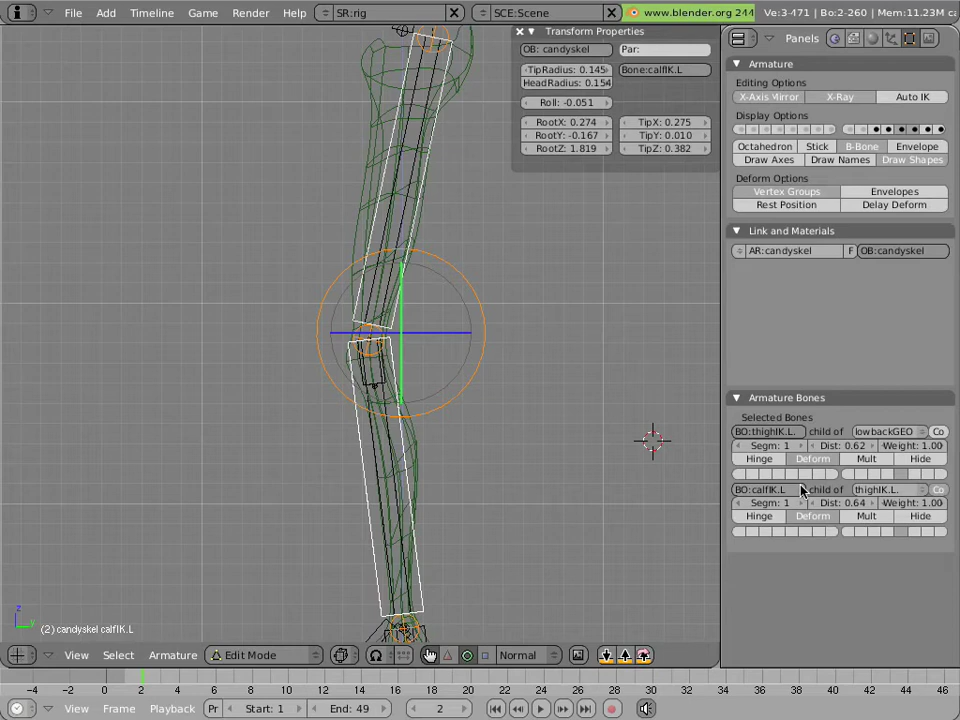 Add Timeline Game Render Help SR:rig SCE:Scene www.blender.org 244 Ve:3-471 | Bo:2-260 | Mem:11.23M
Transform Properties
OB: candyskel Par:
TipRadius: 0.145 Bone:calfIK.L
HeadRadius: 0.154
Roll: -0.051
RootX: 0.274 TipX: 0.275
RootY: -0.167 TipY: 0.010
RootZ: 1.819 TipZ: 0.382
Panels
Armature
Editing Options
X-Axis Mirror X-Ray Auto IK
Display Options
Octahedron Stick B-Bone Envelope
Draw Axes Draw Names Draw Shapes
Deform Options
Vertex Groups Envelopes
Rest Position Delay Deform
Link and Materials
AR:candyskel F OB:candyskel
Armature Bones
Selected Bones
BO:thighIK.L. child of lowbackGEO Co
Segm: 1 Dist: 0.62 Weight: 1.00
Hinge Deform Mult Hide
BO:calfIK.L child of thighIK.L. Co
Segm: 1 Dist: 0.64 Weight: 1.00
Hinge Deform Mult Hide
z
y
(2) candyskel calfIK.L
View Select Armature Edit Mode Normal
-4 -2 0 2 4 6 8 10 12 14 16 18 20 22 24 26 28 30 32 34 36 38 40 42 44 46
View Frame Playback Pr Start: 1 End: 49 2